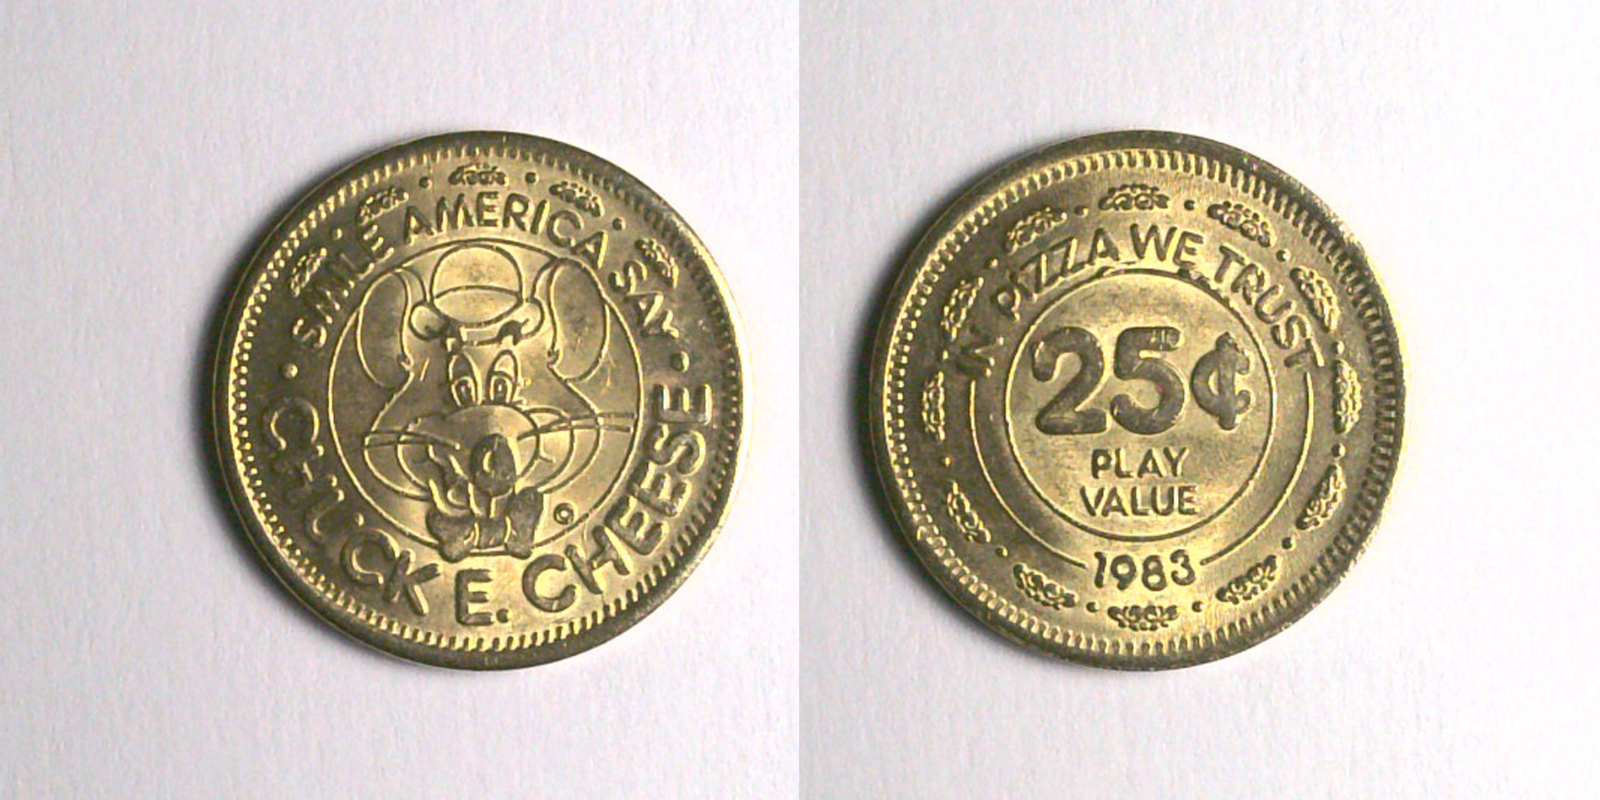 SMILE AMERICA SAY
CHUCK E. CHEESE
IN PIZZA WE TRUST
25¢
PLAY
VALUE
1983